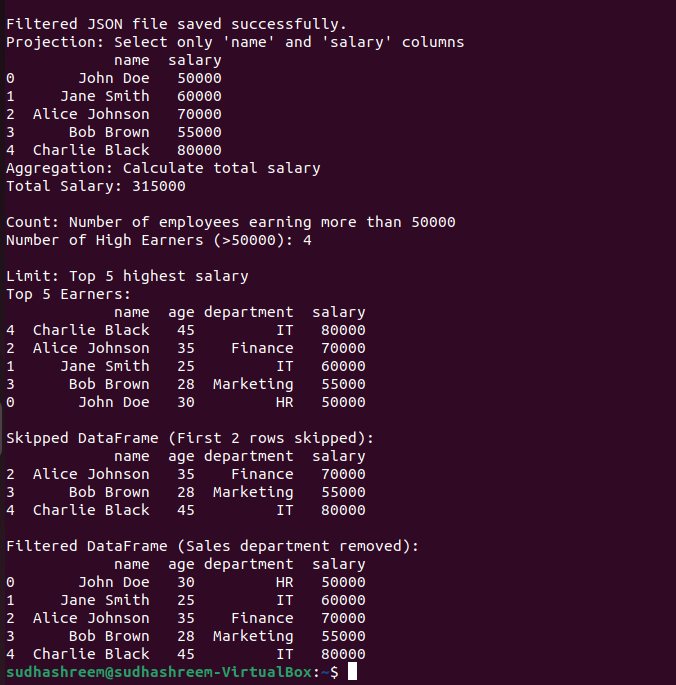 Filtered JSON file saved successfully.
Projection: Select only 'name' and 'salary' columns
            name  salary
0       John Doe   50000
1     Jane Smith   60000
2  Alice Johnson   70000
3      Bob Brown   55000
4  Charlie Black   80000
Aggregation: Calculate total salary
Total Salary: 315000

Count: Number of employees earning more than 50000
Number of High Earners (>50000): 4

Limit: Top 5 highest salary
Top 5 Earners:
            name  age department  salary
4  Charlie Black   45         IT   80000
2  Alice Johnson   35    Finance   70000
1     Jane Smith   25         IT   60000
3      Bob Brown   28  Marketing   55000
0       John Doe   30         HR   50000

Skipped DataFrame (First 2 rows skipped):
            name  age department  salary
2  Alice Johnson   35    Finance   70000
3      Bob Brown   28  Marketing   55000
4  Charlie Black   45         IT   80000

Filtered DataFrame (Sales department removed):
            name  age department  salary
0       John Doe   30         HR   50000
1     Jane Smith   25         IT   60000
2  Alice Johnson   35    Finance   70000
3      Bob Brown   28  Marketing   55000
4  Charlie Black   45         IT   80000
sudhashreem@sudhashreem-VirtualBox:~$